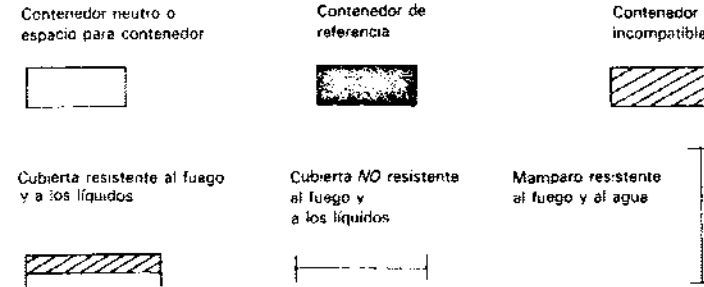 Contenedor neutro o
espacio para contenedor
Contenedor de
referencia
Contenedor
incompatible
Cubierta resistente al fuego
y a los líquidos
Cubierta NO resistente
al fuego y
a los líquidos
Mamparo resistente
al fuego y al agua